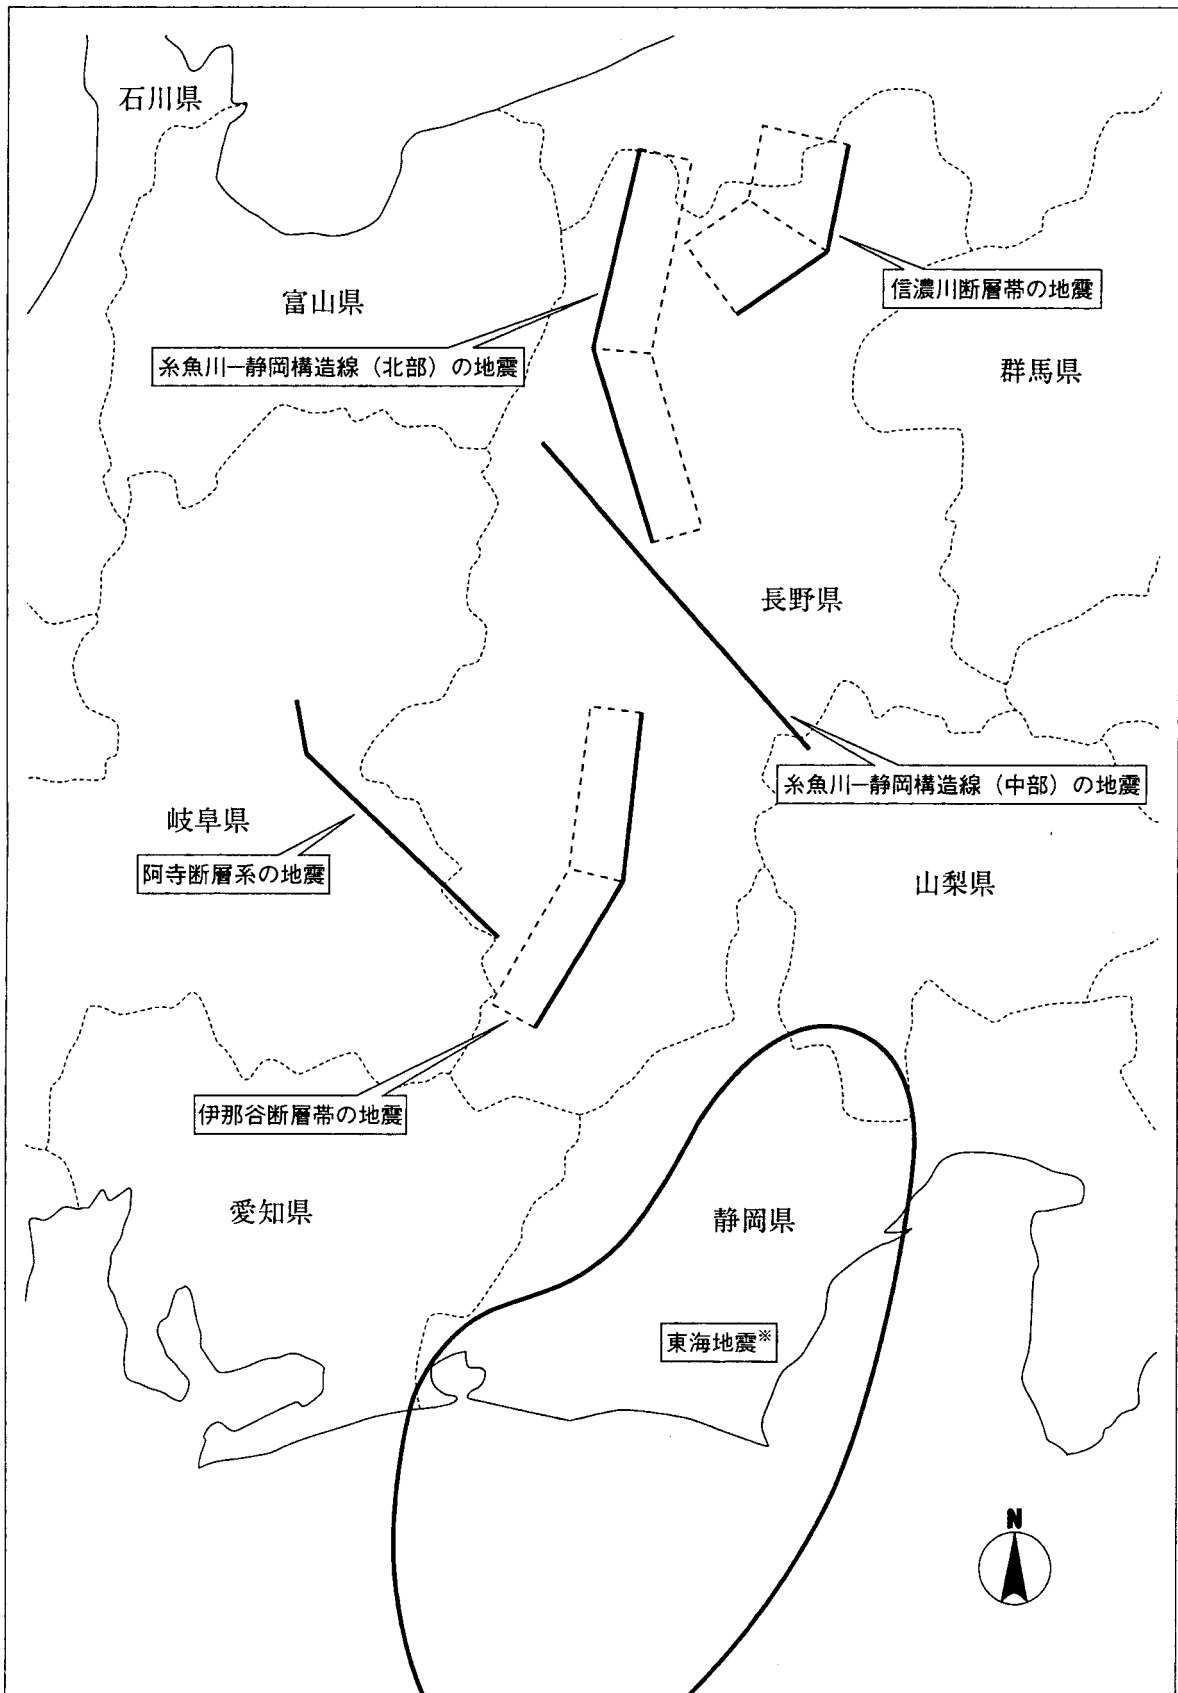 石川県
富山県
信濃川断層帯の地震
糸魚川ー静岡構造線（北部）の地震
群馬県
長野県
糸魚川ー静岡構造線（中部）の地震
岐阜県
阿寺断層系の地震
山梨県
伊那谷断層帯の地震
愛知県
静岡県
東海地震※
N